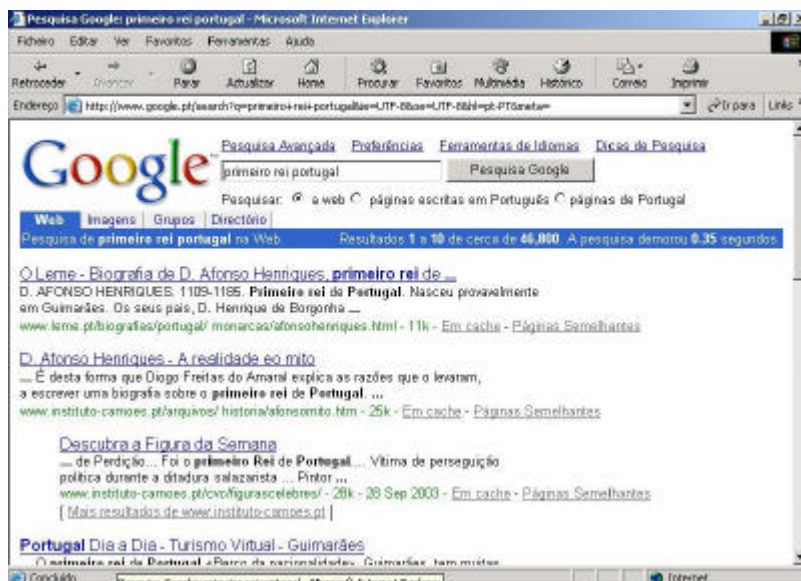 Pesquisa Google: primeiro rei portugal - Microsoft Internet Explorer
Ficheiro Editar Ver Favoritos Ferramentas Ajuda
Retroceder Avançar Parar Actualizar Home Procurar Favoritos Multimédia Histórico Correio Imprimir
Endereço http://www.google.pt/search?q=primeiro+rei+portugal&ie=UTF-8&oe=UTF-8&hl=pt-PT&meta= Ir para Links
Pesquisa Avançada Preferências Ferramentas de Idiomas Dicas de Pesquisa
Google primeiro rei portugal Pesquisa Google
Pesquisar: a web páginas escritas em Português páginas de Portugal
Web Imagens Grupos Directório
Pesquisa de primeiro rei portugal na Web. Resultados 1 a 10 de cerca de 46,800. A pesquisa demorou 0.35 segundos
O Leme - Biografia de D. Afonso Henriques, primeiro rei de ...
D. AFONSO HENRIQUES. 1109-1185. Primeiro rei de Portugal. Nasceu provavelmente
em Guimarães. Os seus pais, D. Henrique de Borgonha ...
www.leme.pt/biografias/portugal/ monarcas/afonsohenriques.html - 11k - Em cache - Páginas Semelhantes
D. Afonso Henriques - A realidade eo mito
... É desta forma que Diogo Freitas do Amaral explica as razões que o levaram,
a escrever uma biografia sobre o primeiro rei de Portugal. ...
www.instituto-camoes.pt/arquivos/ historia/afonsomito.htm - 25k - Em cache - Páginas Semelhantes
Descubra a Figura da Semana
... de Perdição... Foi o primeiro Rei de Portugal.... Vítima de perseguição
política durante a ditadura salazarista ... Pintor ...
www.instituto-camoes.pt/cvc/figurascelebres/ - 28k - 28 Sep 2003 - Em cache - Páginas Semelhantes
[ Mais resultados de www.instituto-camoes.pt ]
Portugal Dia a Dia - Turismo Virtual - Guimarães
O primeiro rei de Portugal «Berço da nacionalidade», Guimarães, tem muitas
Concluído Internet